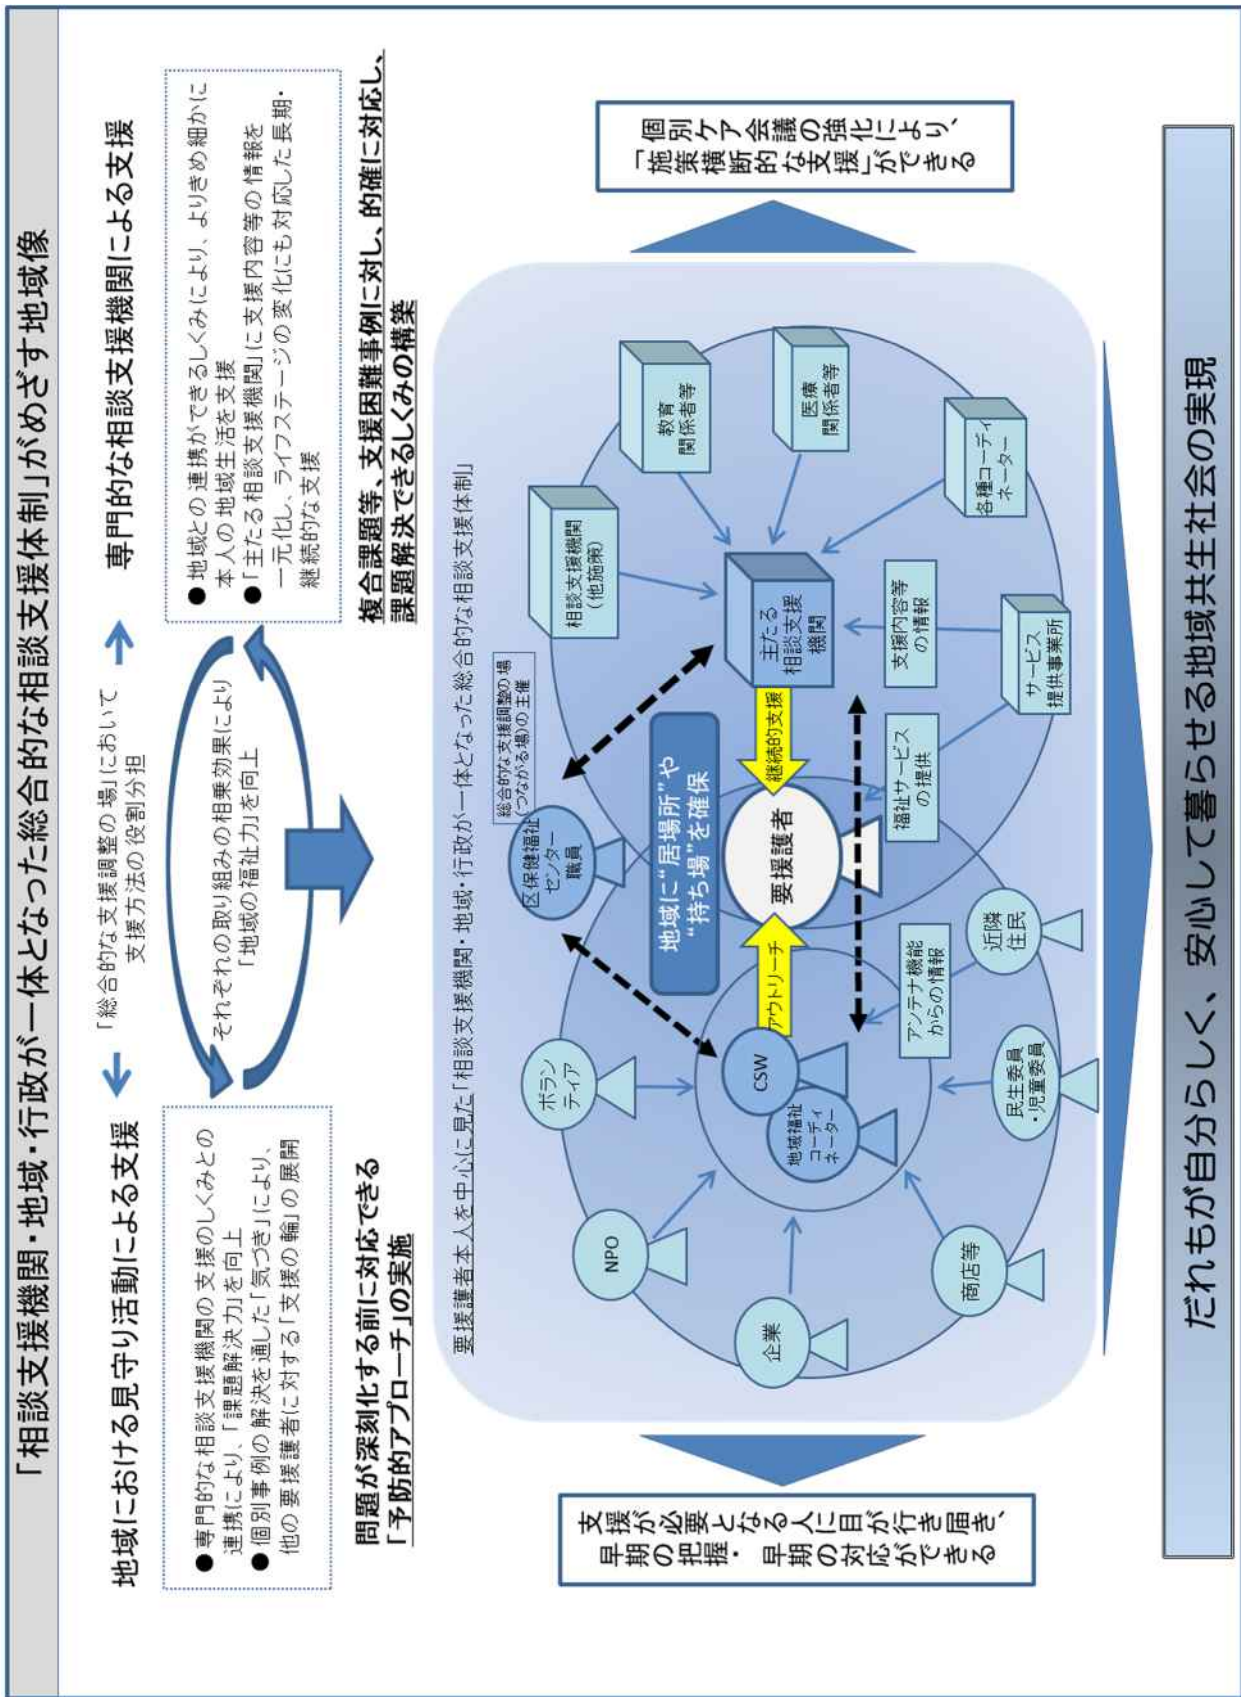 「相談支援機関・地域・行政が一体となった総合的な相談支援体制」がめざす地域像
地域における見守り活動による支援
「総合的な支援調整の場」において
支援方法の役割分担
専門的な相談支援機関による支援
●専門的な相談支援機関の支援のしくみとの
連携により、「課題解決力」を向上
●個別事例の解決を通した「気づき」により、
他の要援護者に対する「支援の輪」の展開
それぞれの取り組みの相乗効果により
「地域の福祉力」を向上
●地域との連携ができるしくみにより、よりきめ細かに
本人の地域生活を支援
●「主たる相談支援機関」に支援内容等の情報を
一元化し、ライフステージの変化にも対応した長期・
継続的な支援
問題が深刻化する前に対応できる
「予防的アプローチ」の実施
複合課題等、支援困難事例に対し、的確に対応し、
課題解決できるしくみの構築
要援護者本人を中心に見た「相談支援機関・地域・行政が一体となった総合的な相談支援体制」
区保健福祉
センター
職員
総合的な支援調整の場
(つながる場)の主催
ボラン
ティア
NPO
企業
商店等
民生委員
・児童委員
近隣
住民
CSW
地域福祉
コーディ
ネーター
アンテナ機能
からの情報
アウトリーチ
地域に“居場所”や
“持ち場”を確保
要援護者
継続的支援
主たる
相談支援
機関
相談支援機関
(他施策)
教育
関係者等
医療
関係者等
各種コーディ
ネーター
支援内容等
の情報
サービス
提供事業所
福祉サービス
の提供
支援が必要となる人に目が行き届き、
早期の把握・早期の対応ができる
個別ケア会議の強化により、
「施策横断的な支援」ができる
だれもが自分らしく、安心して暮らせる地域共生社会の実現